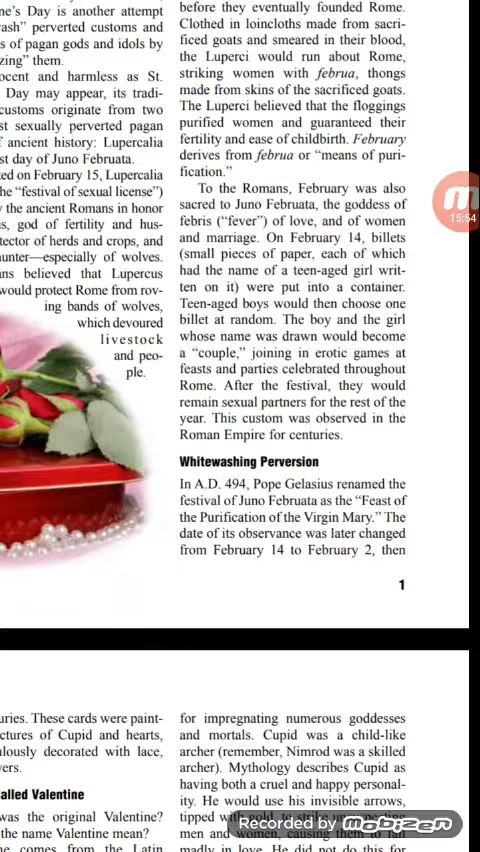 ne's Day is another attempt
ash” perverted customs and
s of pagan gods and idols by
zing” them.
ocent and harmless as St.
Day may appear, its tradi-
customs originate from two
st sexually perverted pagan
f ancient history: Lupercalia
st day of Juno Februata.
ted on February 15, Lupercalia
he “festival of sexual license”)
y the ancient Romans in honor
us, god of fertility and hus-
tector of herds and crops, and
unter—especially of wolves.
ans believed that Lupercus
would protect Rome from rov-
ing bands of wolves,
which devoured
livestock
and peo-
ple.
before they eventually founded Rome.
Clothed in loincloths made from sacri-
ficed goats and smeared in their blood,
the Luperci would run about Rome,
striking women with februa, thongs
made from skins of the sacrificed goats.
The Luperci believed that the floggings
purified women and guaranteed their
fertility and ease of childbirth. February
derives from februa or “means of puri-
fication.”
To the Romans, February was also
sacred to Juno Februata, the goddess of
febris (“fever”) of love, and of women
and marriage. On February 14, billets
(small pieces of paper, each of which
had the name of a teen-aged girl writ-
ten on it) were put into a container.
Teen-aged boys would then choose one
billet at random. The boy and the girl
whose name was drawn would become
a “couple,” joining in erotic games at
feasts and parties celebrated throughout
Rome. After the festival, they would
remain sexual partners for the rest of the
year. This custom was observed in the
Roman Empire for centuries.
Whitewashing Perversion
In A.D. 494, Pope Gelasius renamed the
festival of Juno Februata as the “Feast of
the Purification of the Virgin Mary.” The
date of its observance was later changed
from February 14 to February 2, then
1
15:54
uries. These cards were paint-
ctures of Cupid and hearts,
ulously decorated with lace,
vers.
alled Valentine
was the original Valentine?
the name Valentine mean?
e comes from the Latin
for impregnating numerous goddesses
and mortals. Cupid was a child-like
archer (remember, Nimrod was a skilled
archer). Mythology describes Cupid as
having both a cruel and happy personal-
ity. He would use his invisible arrows,
tipped with gold, to strike
men and women, causing them to fall
madly in love. He did not do this for
Recorded by mobizen